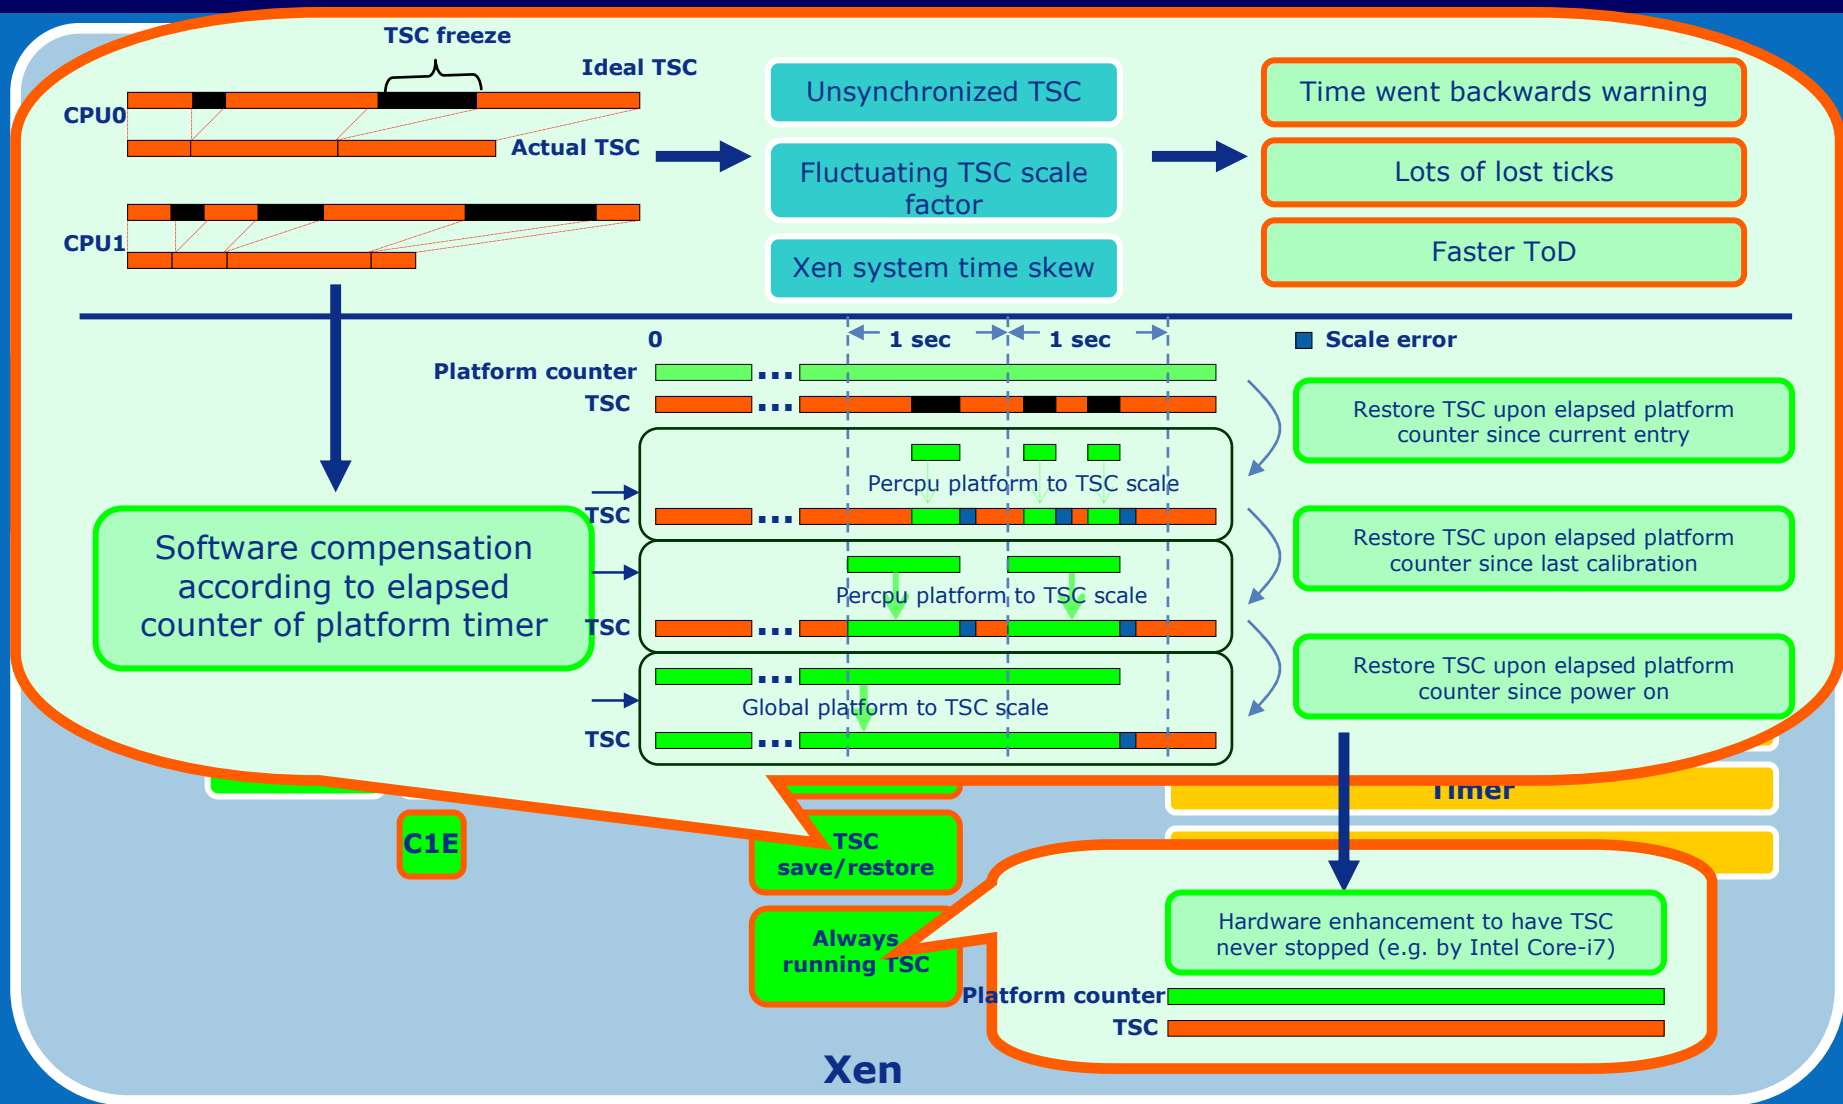 TSC freeze
Ideal TSC
CPU0
Actual TSC
CPU1
Unsynchronized TSC
Fluctuating TSC scale
factor
Xen system time skew
Time went backwards warning
Lots of lost ticks
Faster ToD
0
1 sec
1 sec
Scale error
Platform counter
...
TSC
...
Percpu platform to TSC scale
TSC
...
Percpu platform to TSC scale
TSC
...
...
Global platform to TSC scale
TSC
...
Software compensation
according to elapsed
counter of platform timer
Restore TSC upon elapsed platform
counter since current entry
Restore TSC upon elapsed platform
counter since last calibration
Restore TSC upon elapsed platform
counter since power on
Timer
C1E
TSC
save/restore
Always
running TSC
Hardware enhancement to have TSC
never stopped (e.g. by Intel Core-i7)
Platform counter
TSC
Xen